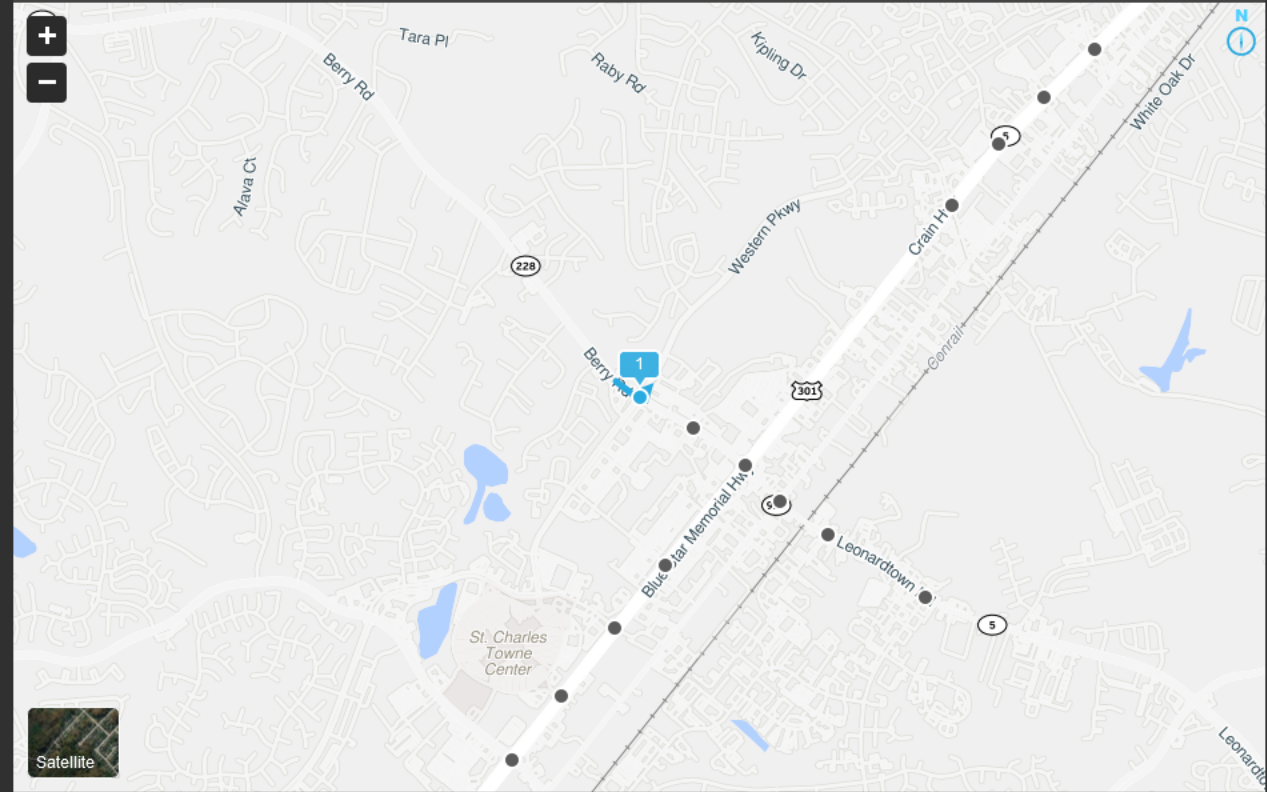 +
−
Tara Pl
N
Berry Rd
Raby Rd
Kipling Dr
White Oak Dr
5
Alava Ct
Western Pkwy
Crain H
228
Conrail
Berry Rd
1
301
Blue Star Memorial Hwy
Leonardtown
5
St. Charles
Towne
Center
Satellite
Leonardto